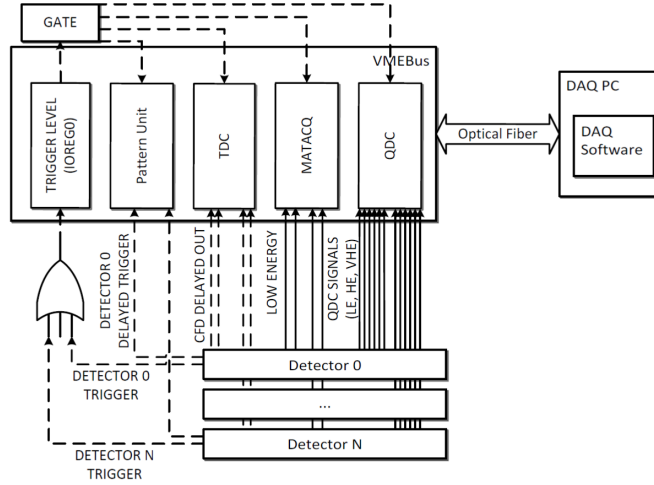 GATE
VMEBus
TRIGGER LEVEL
(IOREG0)
Pattern Unit
TDC
MATACQ
QDC
Optical Fiber
DAQ PC
DAQ
Software
DETECTOR 0
DELAYED TRIGGER
CFD DELAYED OUT
LOW ENERGY
QDC SIGNALS
(LE, HE, VHE)
DETECTOR 0
TRIGGER
Detector 0
...
Detector N
DETECTOR N
TRIGGER